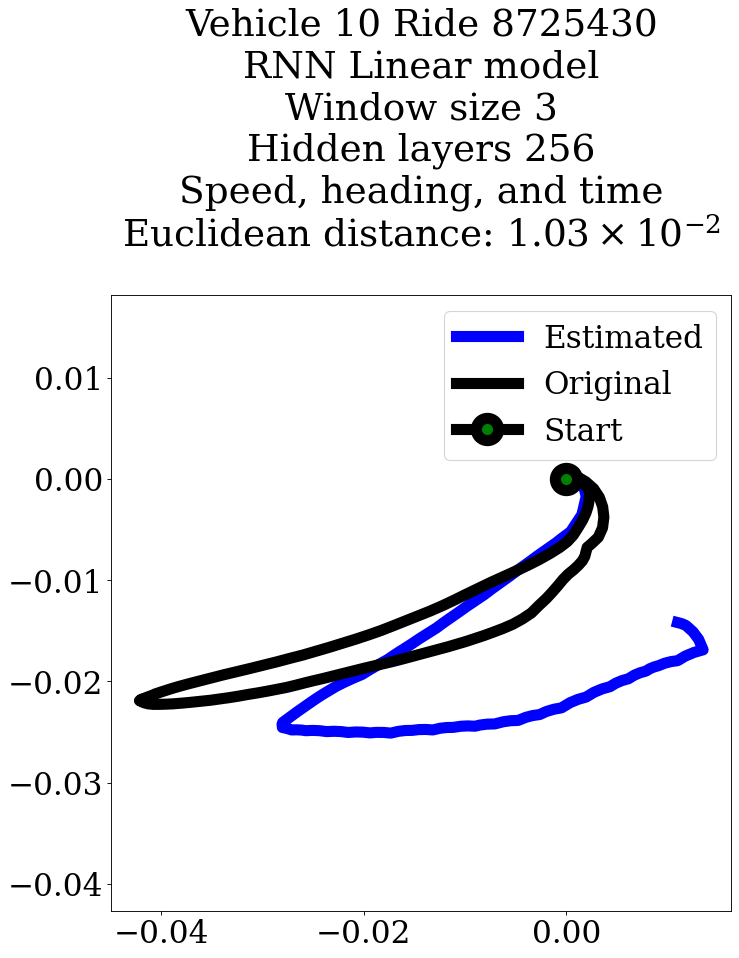 Vehicle 10 Ride 8725430
RNN Linear model
Window size 3
Hidden layers 256
Speed, heading, and time
Euclidean distance: 1.03 × 10⁻²
Estimated
Original
Start
0.01
0.00
−0.01
−0.02
−0.03
−0.04
−0.04 −0.02 0.00